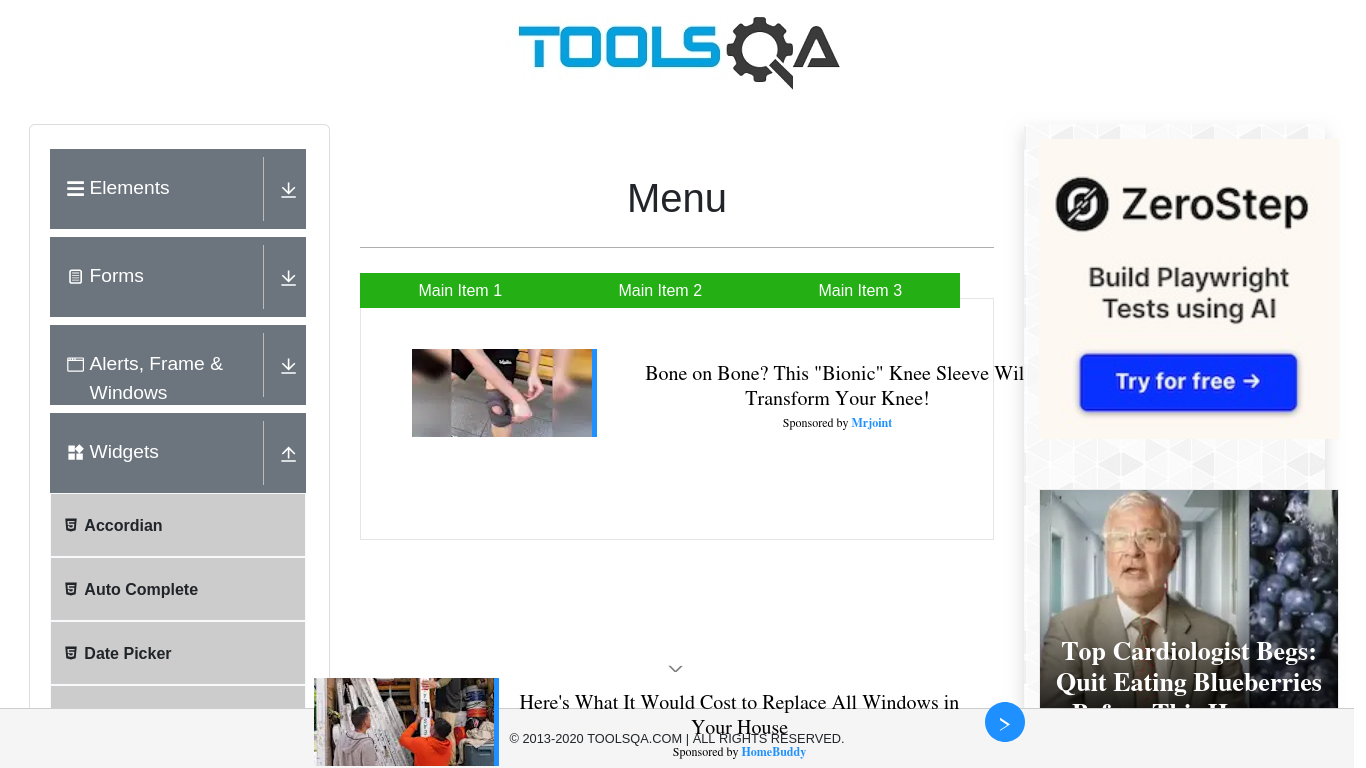 TOOLSQA
Elements
Forms
Alerts, Frame &
Windows
Widgets
Accordian
Auto Complete
Date Picker
Menu
Main Item 1
Main Item 2
Main Item 3
Bone on Bone? This "Bionic" Knee Sleeve Wil
Transform Your Knee!
Sponsored by Mrjoint
ZeroStep
Build Playwright
Tests using AI
Try for free →
Top Cardiologist Begs:
Quit Eating Blueberries
Here's What It Would Cost to Replace All Windows in
Your House
Sponsored by HomeBuddy
>
© 2013-2020 TOOLSQA.COM | ALL RIGHTS RESERVED.